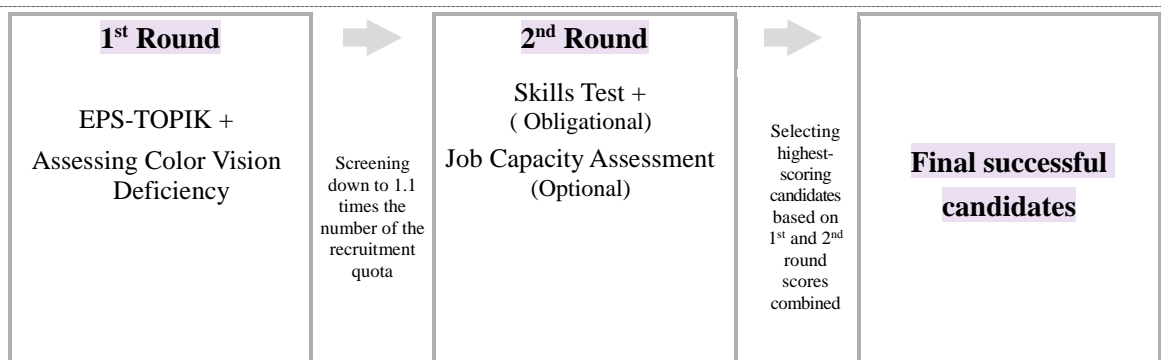 1st Round
EPS-TOPIK +
Assessing Color Vision
Deficiency
Screening
down to 1.1
times the
number of the
recruitment
quota
2nd Round
Skills Test +
( Obligational)
Job Capacity Assessment
(Optional)
Selecting
highest-
scoring
candidates
based on
1st and 2nd
round
scores
combined
Final successful
candidates